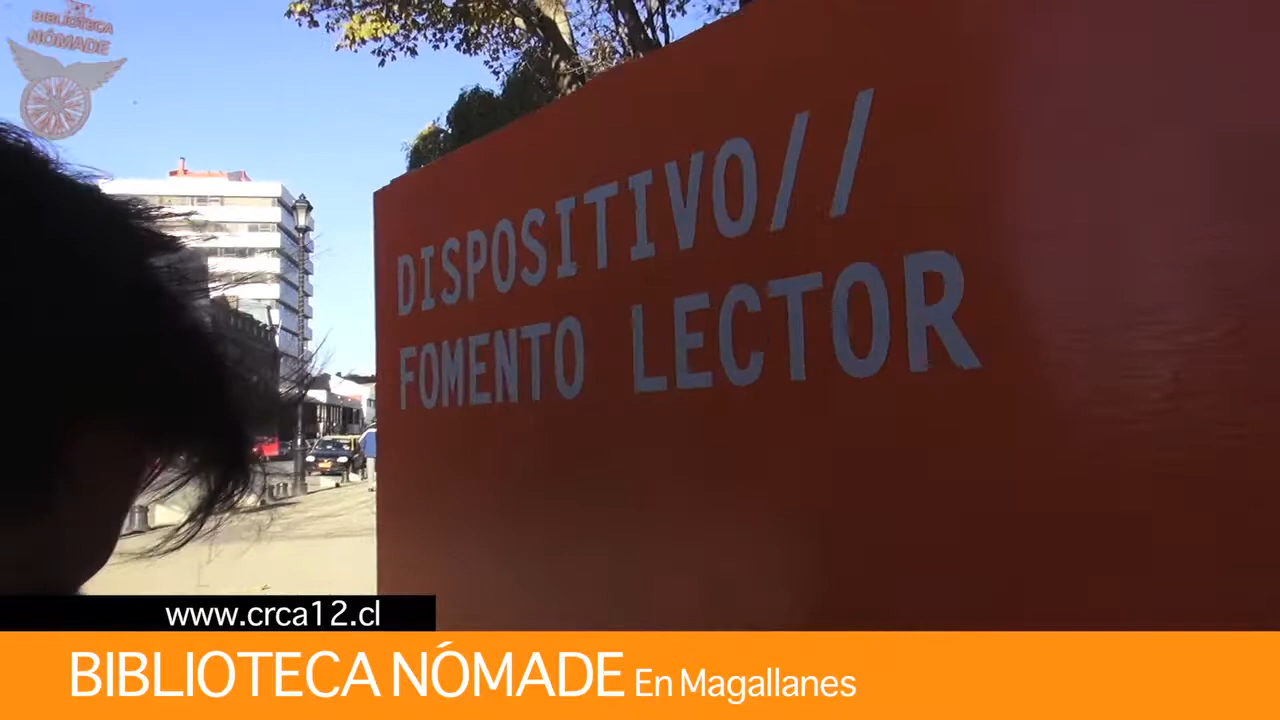 BIBLIOTECA
NÓMADE
DISPOSITIVO//
FOMENTO LECTOR
www.crca12.cl
BIBLIOTECA NÓMADE En Magallanes